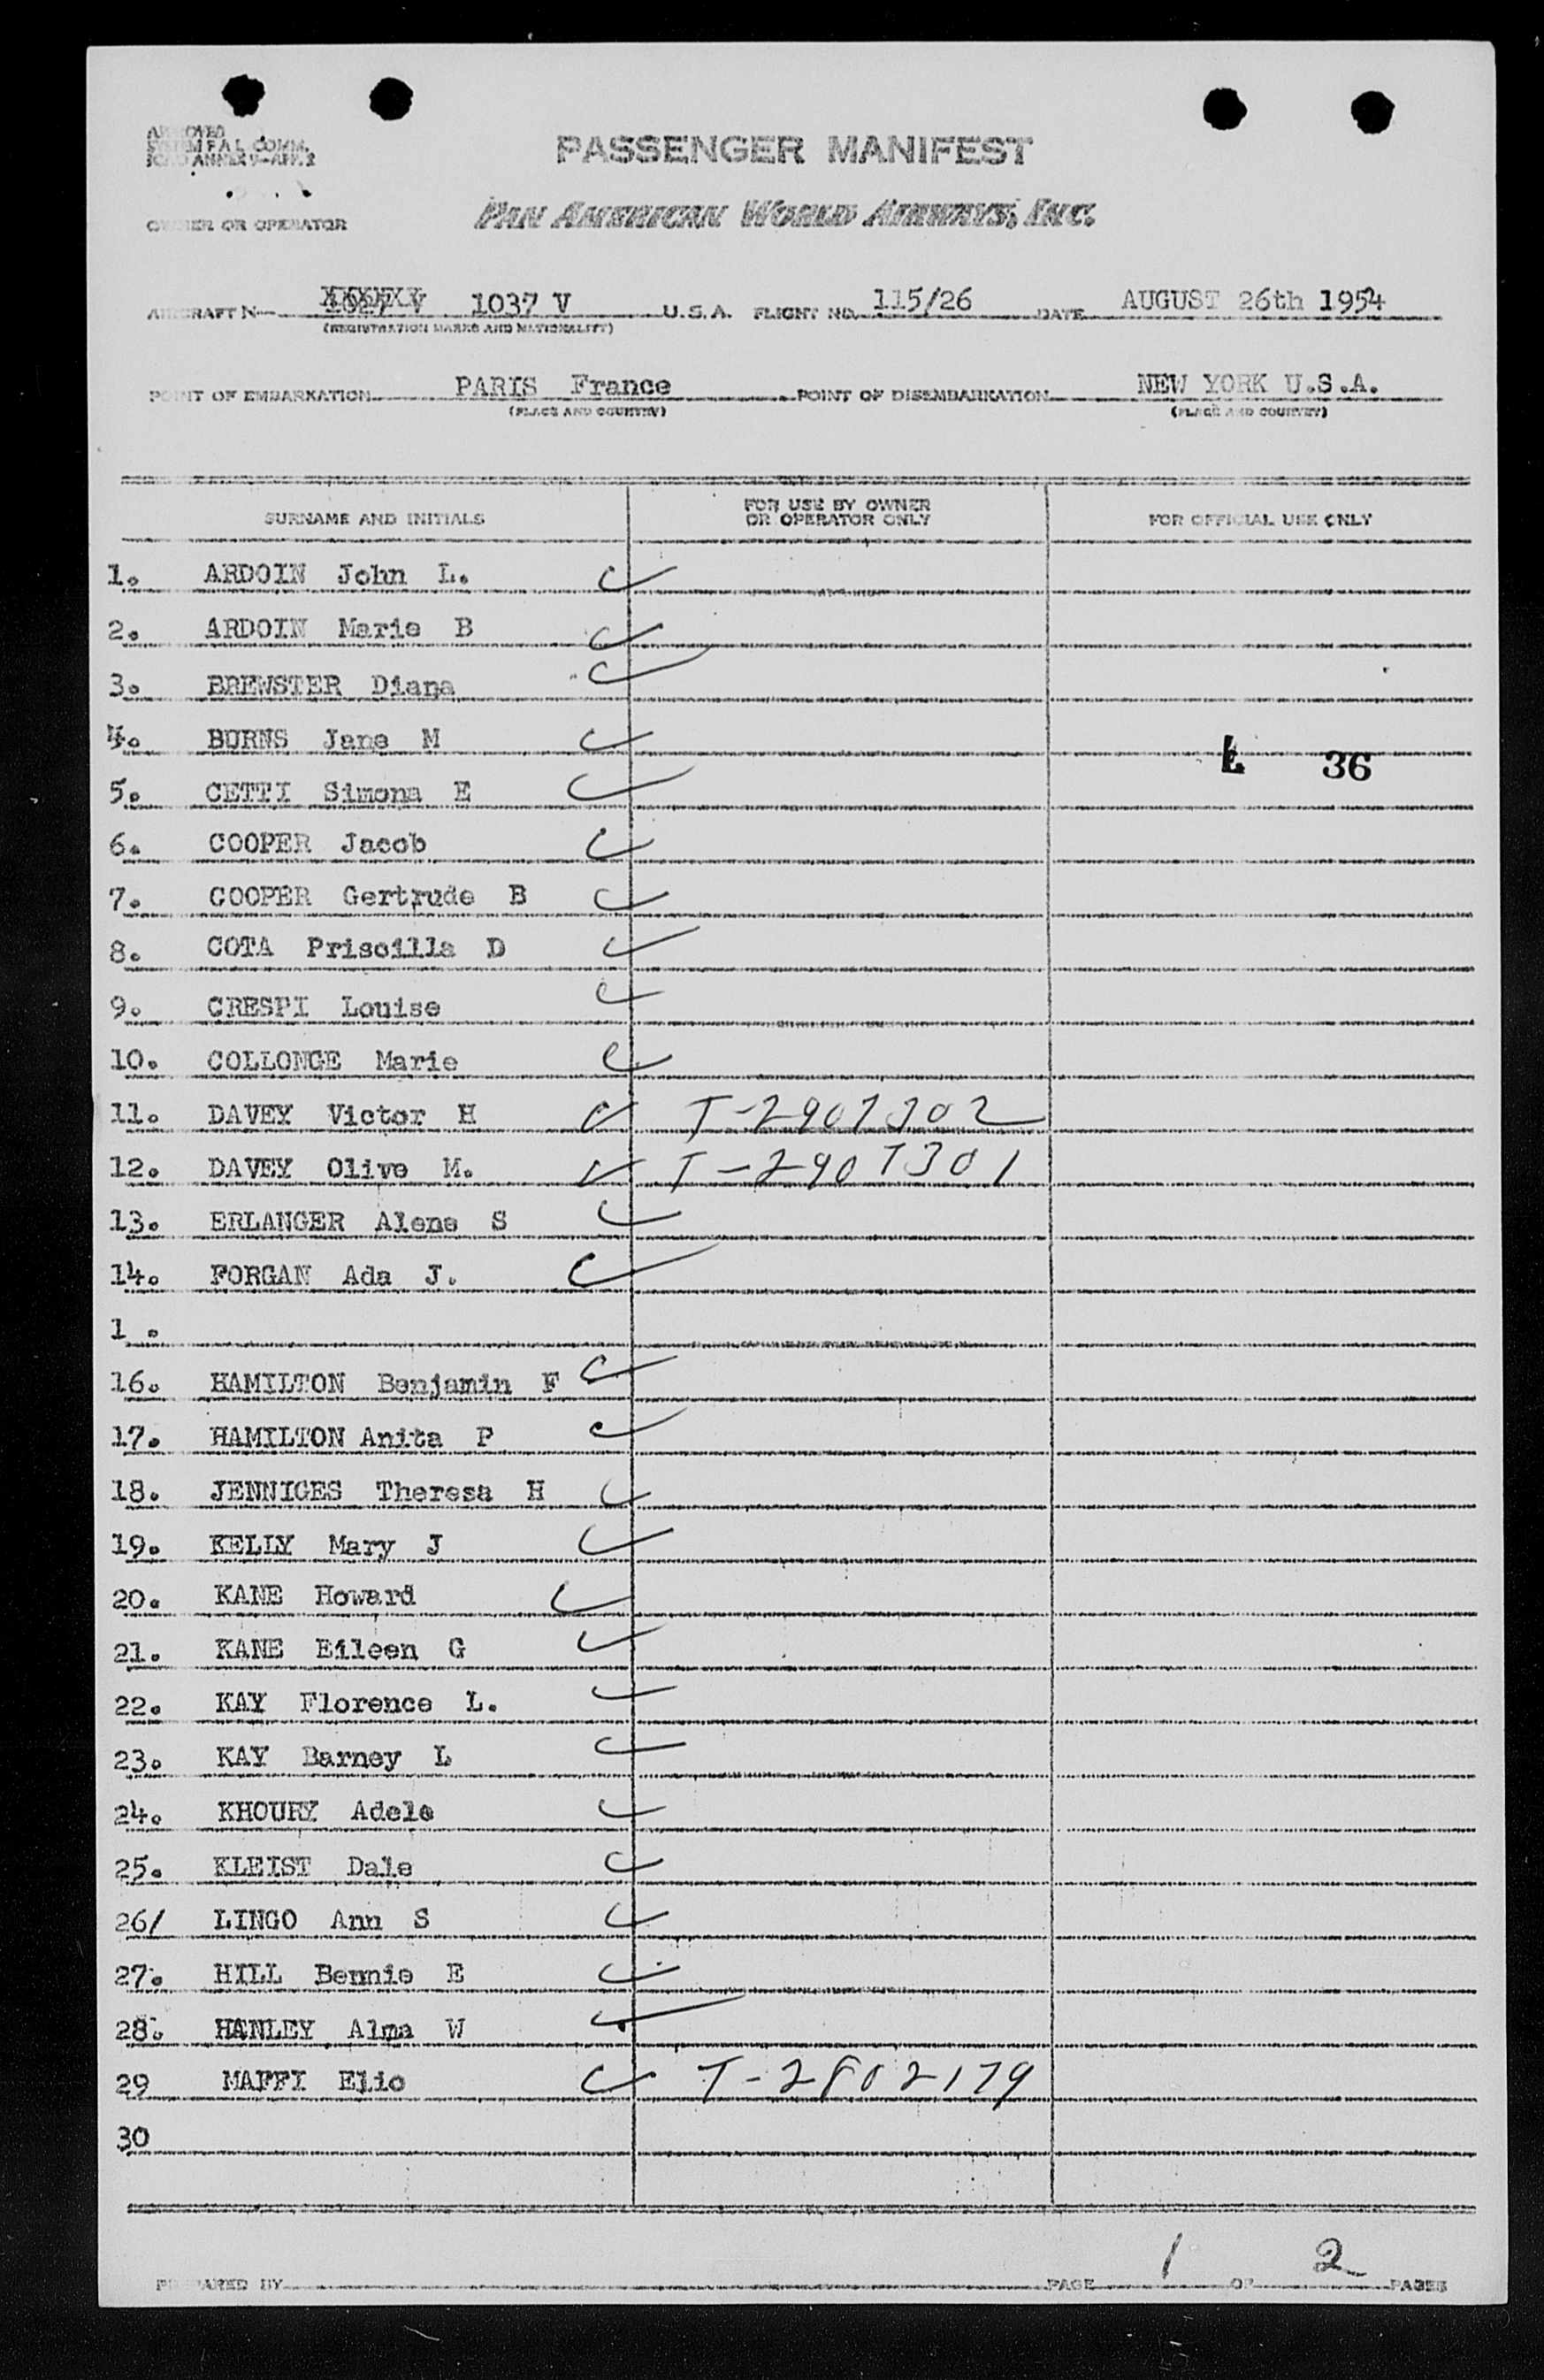 PASSENGER MANIFEST
OWNER OR OPERATOR PAN AMERICAN WORLD AIRWAYS, INC.
AIRCRAFT N- 1027 V 1037 V U.S.A. FLIGHT NO. 115/26 DATE AUGUST 26th 1954
(REGISTRATION MARKS AND NATIONALITY)
POINT OF EMBARKATION PARIS France POINT OF DISEMBARKATION NEW YORK U.S.A.
(PLACE AND COUNTRY) (PLACE AND COUNTRY)
SURNAME AND INITIALS FOR USE BY OWNER OR OPERATOR ONLY FOR OFFICIAL USE ONLY
1. ARDOIN John L.
2. ARDOIN Marie B
3. BREWSTER Diana
4. BURNS Jane M
L 36
5. CETTI Simona E
6. COOPER Jacob
7. COOPER Gertrude B
8. COTA Priscilla D
9. CRESPI Louise
10. COLLONGE Marie
11. DAVEY Victor H T-2907302
12. DAVEY Olive M. T-2907301
13. ERLANGER Alene S
14. FORGAN Ada J.
1 .
16. HAMILTON Benjamin F
17. HAMILTON Anita P
18. JENNIGES Theresa H
19. KELLY Mary J
20. KANE Howard
21. KANE Eileen G
22. KAY Florence L.
23. KAY Barney L
24. KHOURY Adele
25. KLEIST Dale
26/ LINGO Ann S
27. HILL Bennie E
28. HANLEY Alma W
29 MAFFI Elio T-2802179
30
PREPARED BY PAGE 1 OF 2 PAGES